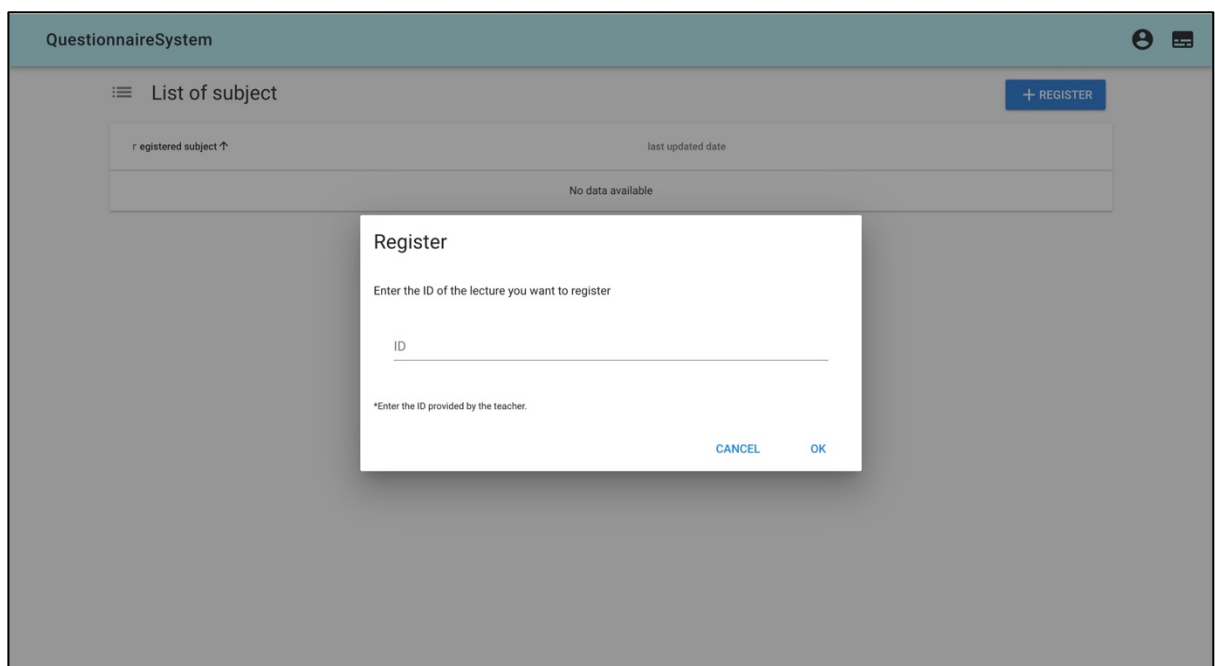 QuestionnaireSystem
List of subject
+ REGISTER
r egistered subject ↑ last updated date
No data available
Register
Enter the ID of the lecture you want to register
ID
*Enter the ID provided by the teacher.
CANCEL OK